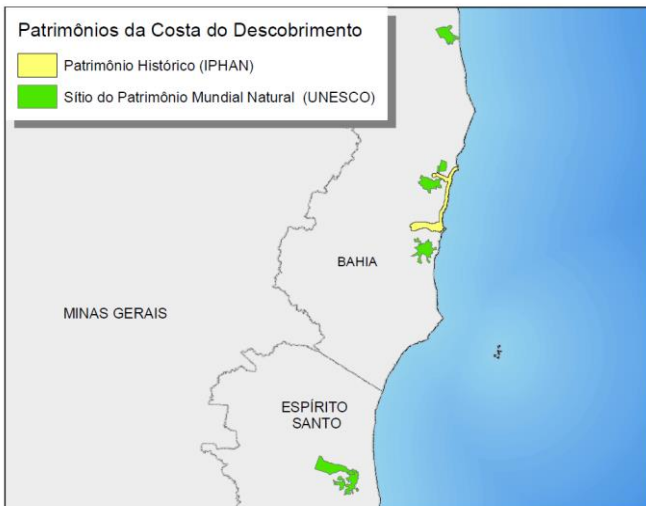 Patrimônios da Costa do Descobrimento
Patrimônio Histórico (IPHAN)
Sítio do Patrimônio Mundial Natural (UNESCO)
BAHIA
MINAS GERAIS
ESPÍRITO
SANTO